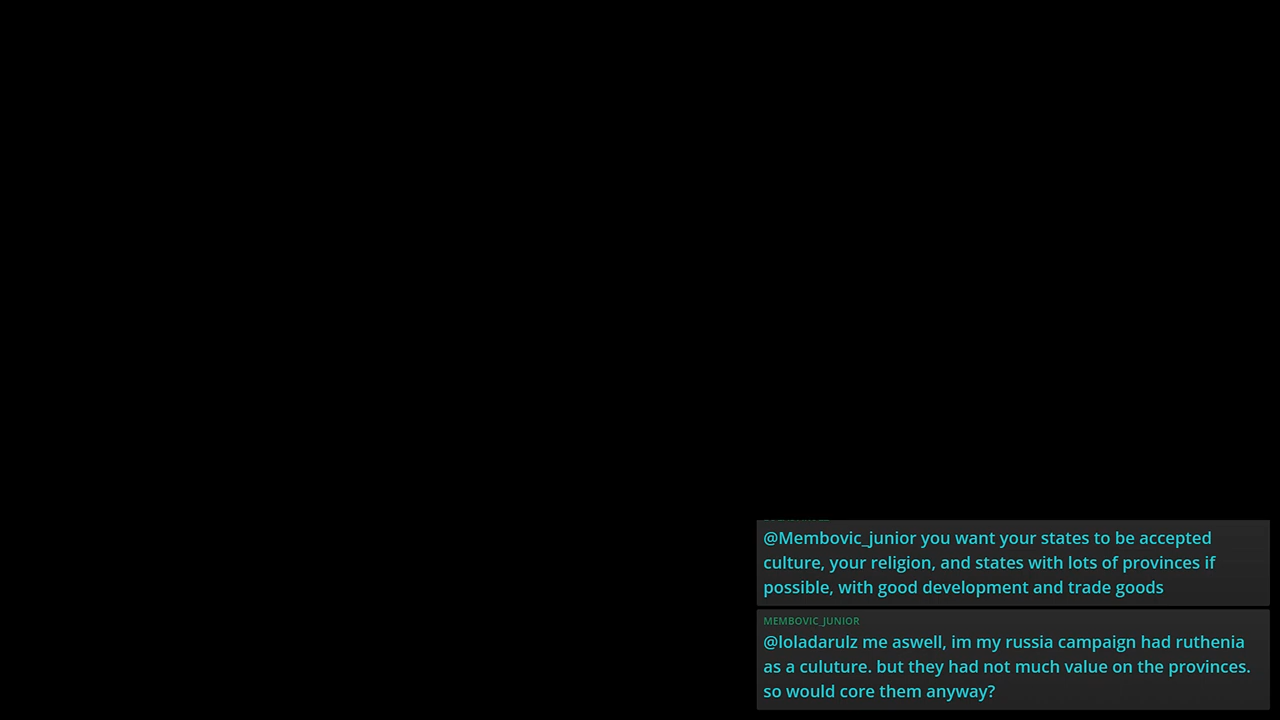 @Membovic_junior you want your states to be accepted
culture, your religion, and states with lots of provinces if
possible, with good development and trade goods
MEMBOVIC_JUNIOR
@loladarulz me aswell, im my russia campaign had ruthenia
as a culuture. but they had not much value on the provinces.
so would core them anyway?